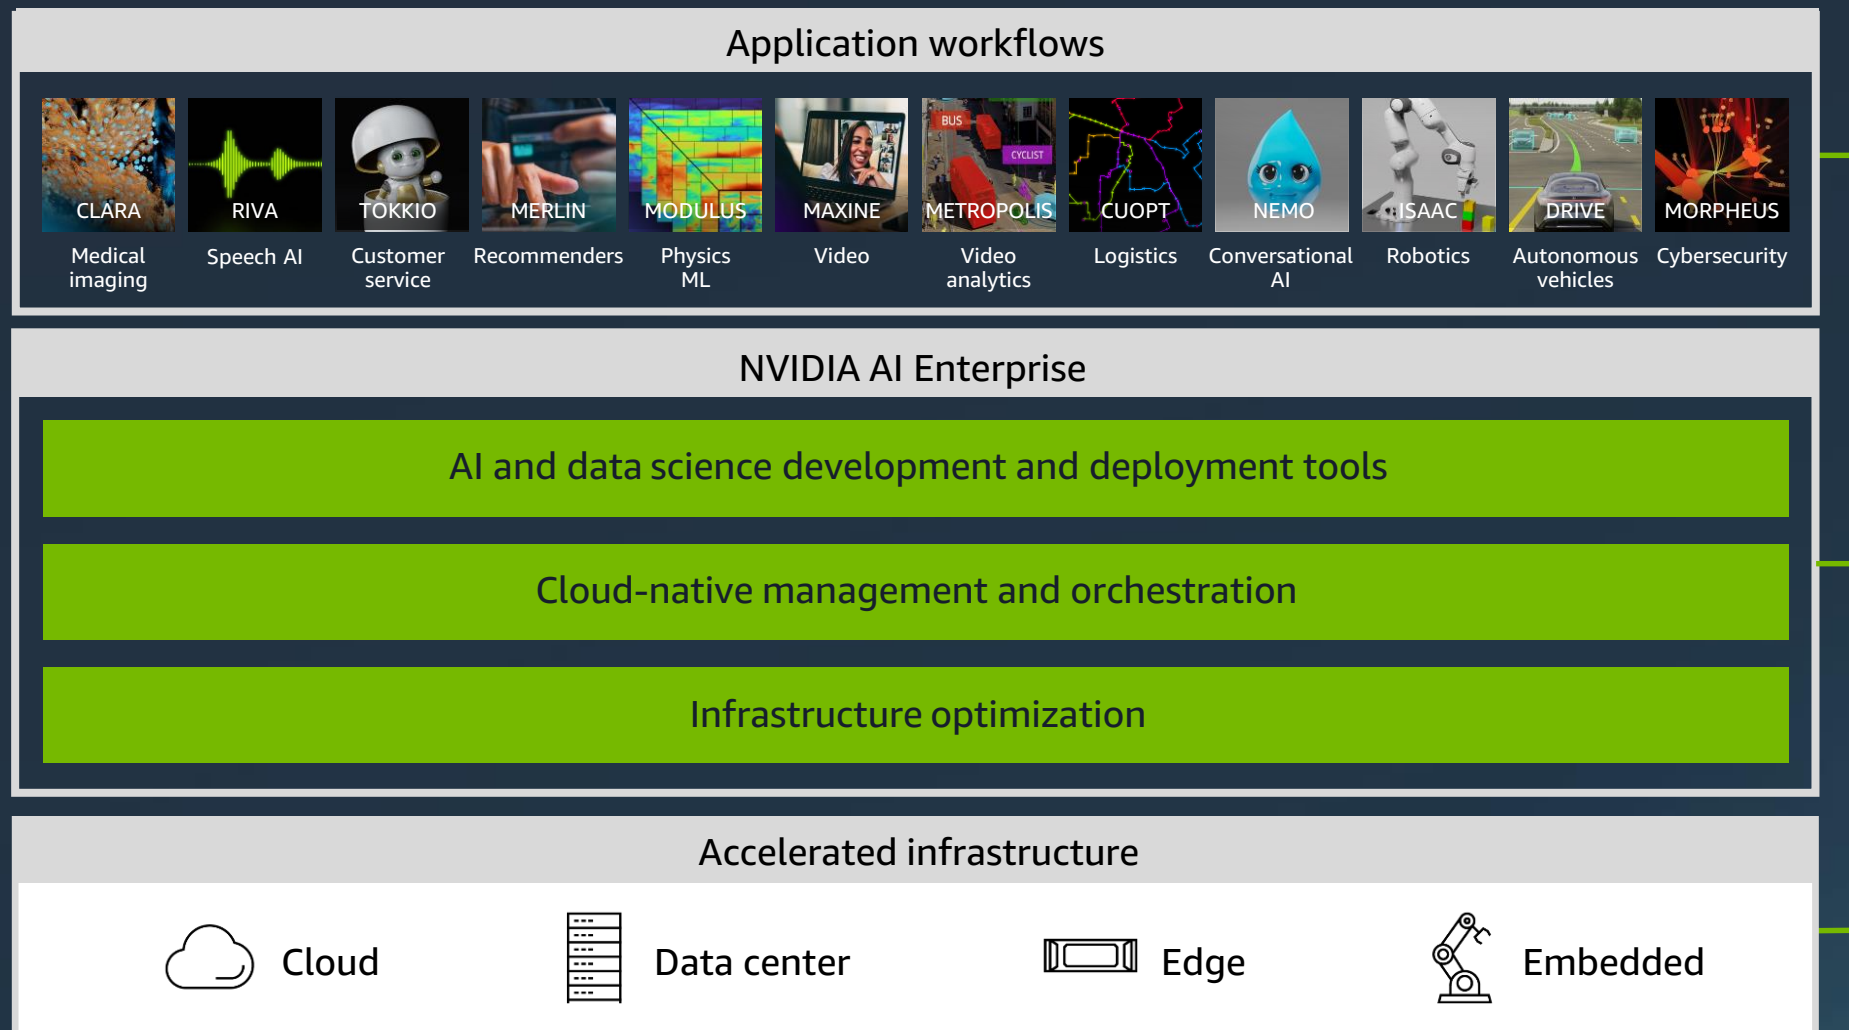 Application workflows
BUS
CYCLIST
CLARA
RIVA
TOKKIO
MERLIN
MODULUS
MAXINE
METROPOLIS
CUOPT
NEMO
ISAAC
DRIVE
MORPHEUS
Medical
imaging
Speech AI
Customer
service
Recommenders
Physics
ML
Video
Video
analytics
Logistics
Conversational
AI
Robotics
Autonomous
vehicles
Cybersecurity
NVIDIA AI Enterprise
AI and data science development and deployment tools
Cloud-native management and orchestration
Infrastructure optimization
Accelerated infrastructure
Cloud
Data center
Edge
Embedded